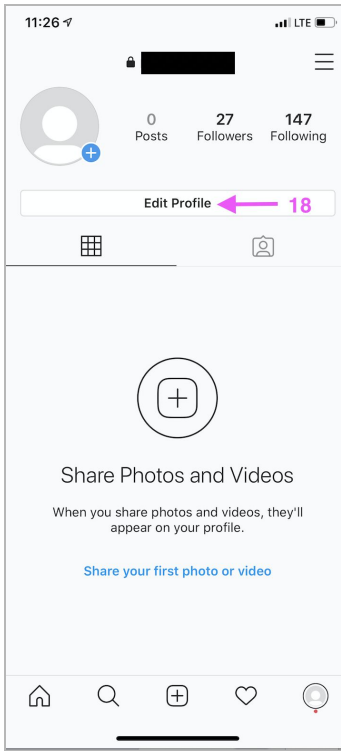 11:26 LTE
0 27 147
Posts Followers Following
Edit Profile 18
Share Photos and Videos
When you share photos and videos, they'll
appear on your profile.
Share your first photo or video